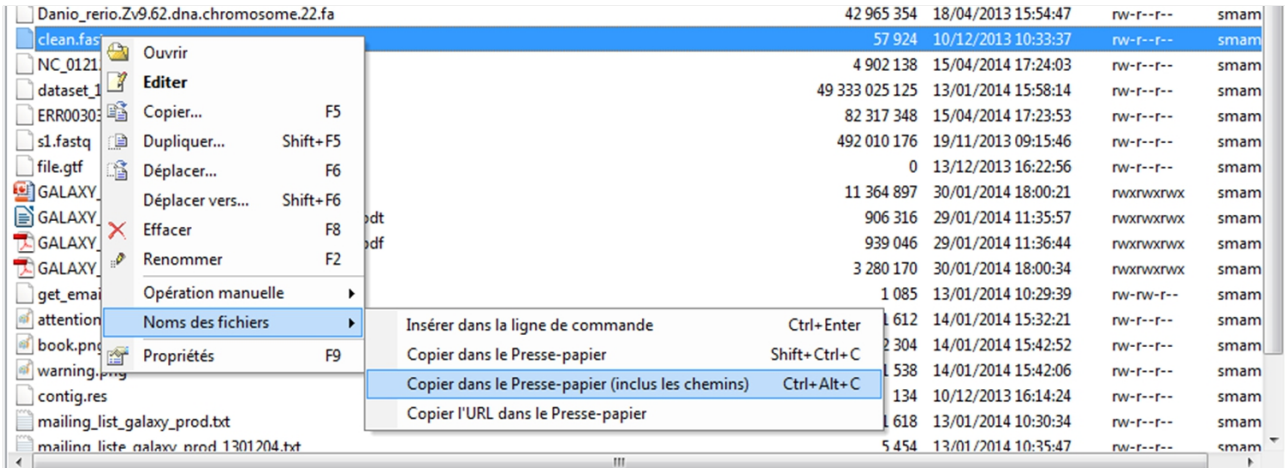 Danio_rerio.Zv9.62.dna.chromosome.22.fa 42 965 354 18/04/2013 15:54:47 rw-r--r-- smam
clean.fas 57 924 10/12/2013 10:33:37 rw-r--r-- smam
Ouvrir
NC_0121 4 902 138 15/04/2014 17:24:03 rw-r--r-- smam
Editer
dataset_1 49 333 025 125 13/01/2014 15:58:14 rw-r--r-- smam
ERR00303 Copier... F5 82 317 348 15/04/2014 17:23:53 rw-r--r-- smam
s1.fastq Dupliquer... Shift+F5 492 010 176 19/11/2013 09:15:46 rw-r--r-- smam
file.gtf Déplacer... F6 0 13/12/2013 16:22:56 rw-r--r-- smam
GALAXY_ 11 364 897 30/01/2014 18:00:21 rwxrwxrwx smam
Déplacer vers... Shift+F6
GALAXY_ odt 906 316 29/01/2014 11:35:57 rwxrwxrwx smam
Effacer F8
GALAXY_ pdf 939 046 29/01/2014 11:36:44 rwxrwxrwx smam
GALAXY_ Renommer F2 3 280 170 30/01/2014 18:00:34 rwxrwxrwx smam
get_emai Opération manuelle 1 085 13/01/2014 10:29:39 rw-rw-r-- smam
attention Noms des fichiers Insérer dans la ligne de commande Ctrl+Enter 1 612 14/01/2014 15:32:21 rw-r--r-- smam
book.png Propriétés F9 Copier dans le Presse-papier Shift+Ctrl+C 2 304 14/01/2014 15:42:52 rw-r--r-- smam
warning.png Copier dans le Presse-papier (inclus les chemins) Ctrl+Alt+C 1 538 14/01/2014 15:42:06 rw-r--r-- smam
contig.res 134 10/12/2013 16:14:24 rw-r--r-- smam
Copier l'URL dans le Presse-papier
mailing_list_galaxy_prod.txt 1 618 13/01/2014 10:30:34 rw-r--r-- smam
mailing_liste_galaxy_prod_1301204.txt 5 454 13/01/2014 10:35:47 rw-r--r-- smam